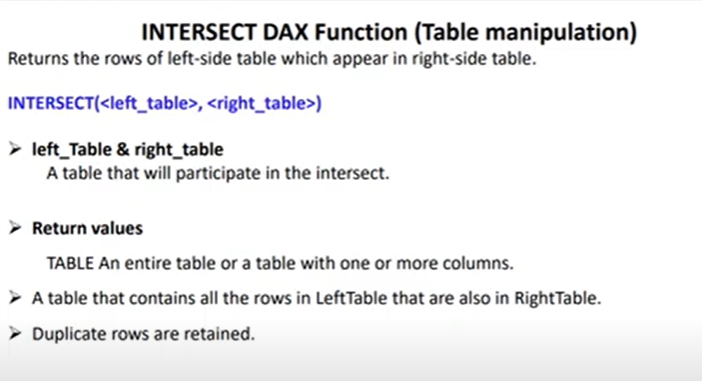 INTERSECT DAX Function (Table manipulation)
Returns the rows of left-side table which appear in right-side table.
INTERSECT(<left_table>, <right_table>)
➢ left_Table & right_table
A table that will participate in the intersect.
➢ Return values
TABLE An entire table or a table with one or more columns.
➢ A table that contains all the rows in LeftTable that are also in RightTable.
➢ Duplicate rows are retained.